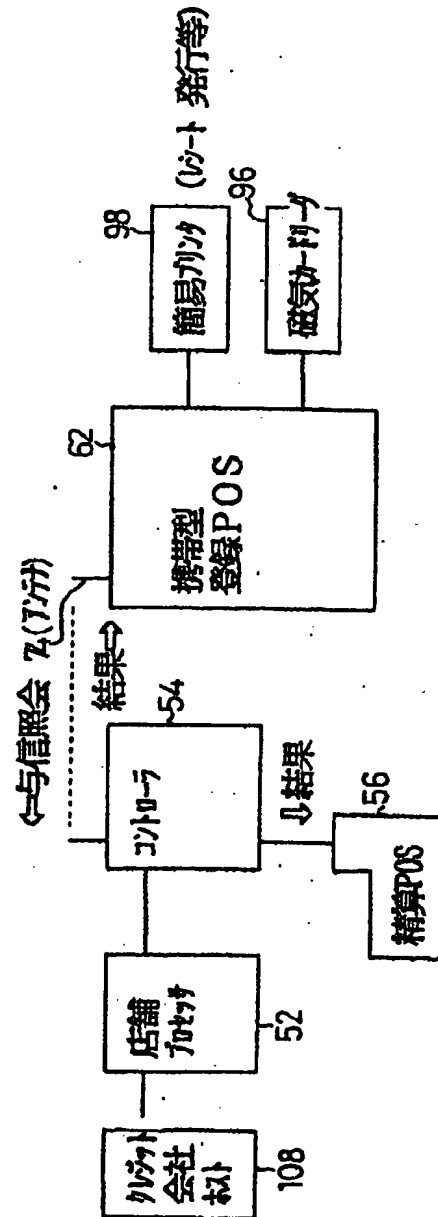 クレジット
会社
ホスト
108
店舗
プロセッサ
52
⇐与信照会
結果⇒
コントローラ
54
⇓結果
56
精算POS
74(アンテナ)
62
携帯型
登録POS
98
簡易プリンタ
(レシート発行等)
96
磁気カードリーダ